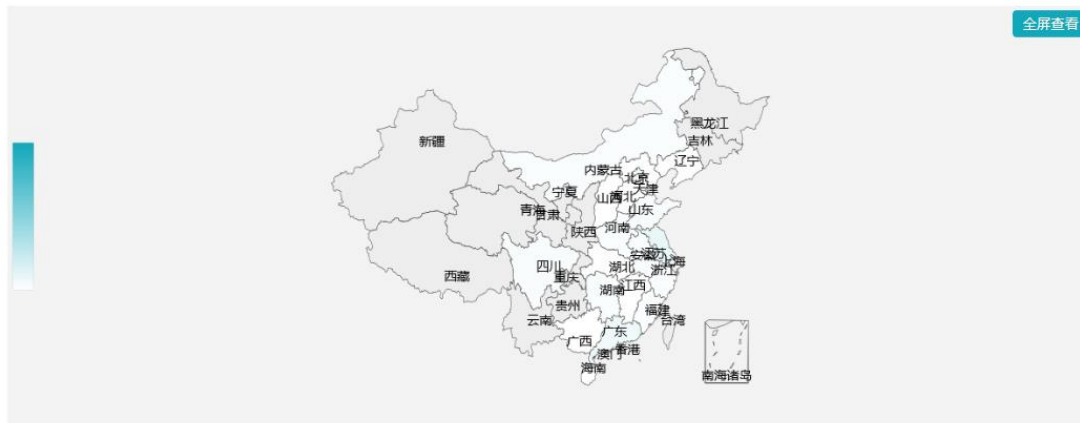 全屏查看
黑龙江
新疆
吉林
辽宁
内蒙古
北京
天津
宁夏
山西
河北
青海
甘肃
山东
陕西
河南
安徽
江苏
上海
四川
湖北
浙江
西藏
重庆
江西
湖南
贵州
福建
云南
台湾
广东
广西
香港
澳门
海南
南海诸岛